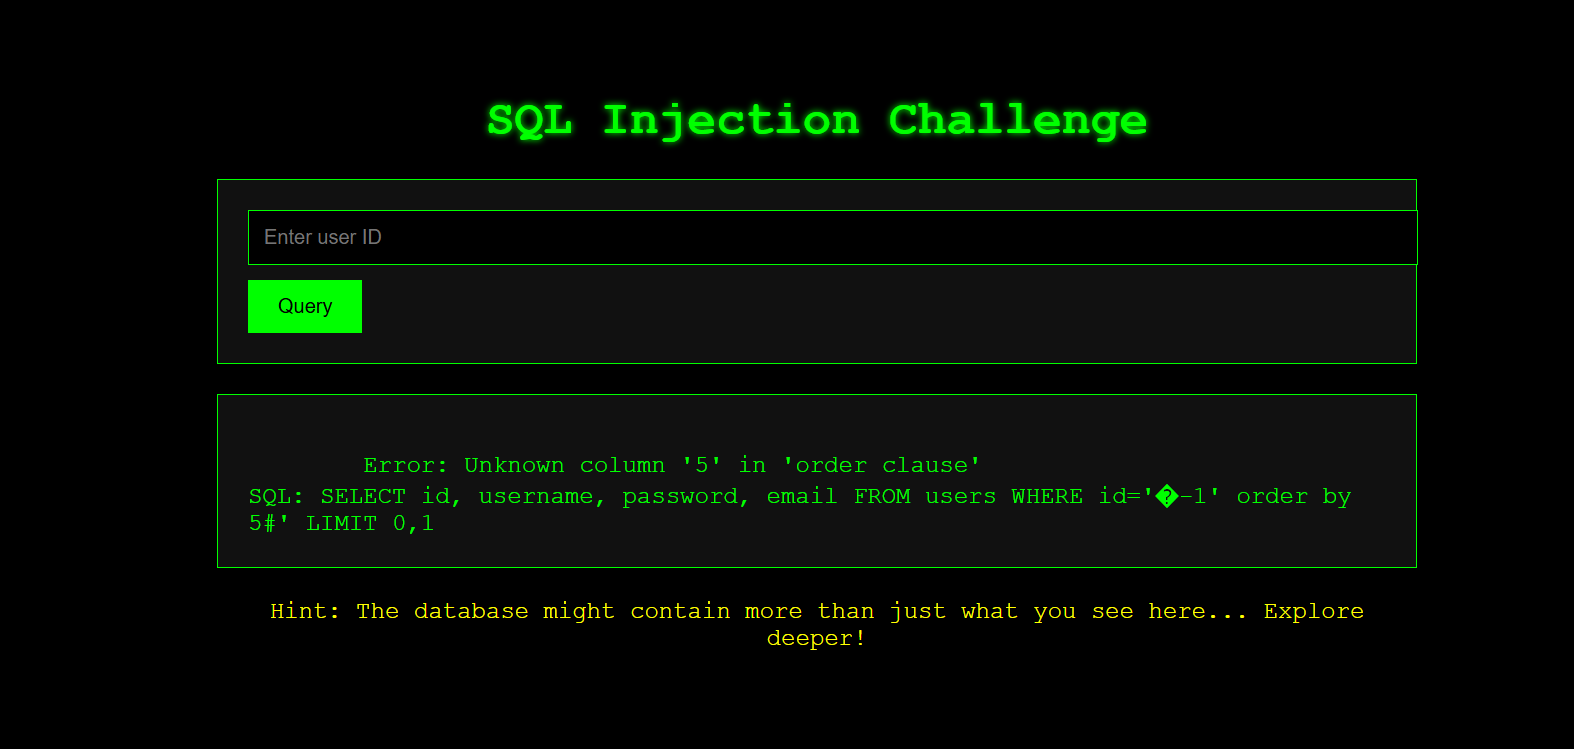 SQL Injection Challenge
Enter user ID
Query
Error: Unknown column '5' in 'order clause'
SQL: SELECT id, username, password, email FROM users WHERE id='�-1' order by
5#' LIMIT 0,1
Hint: The database might contain more than just what you see here... Explore
deeper!